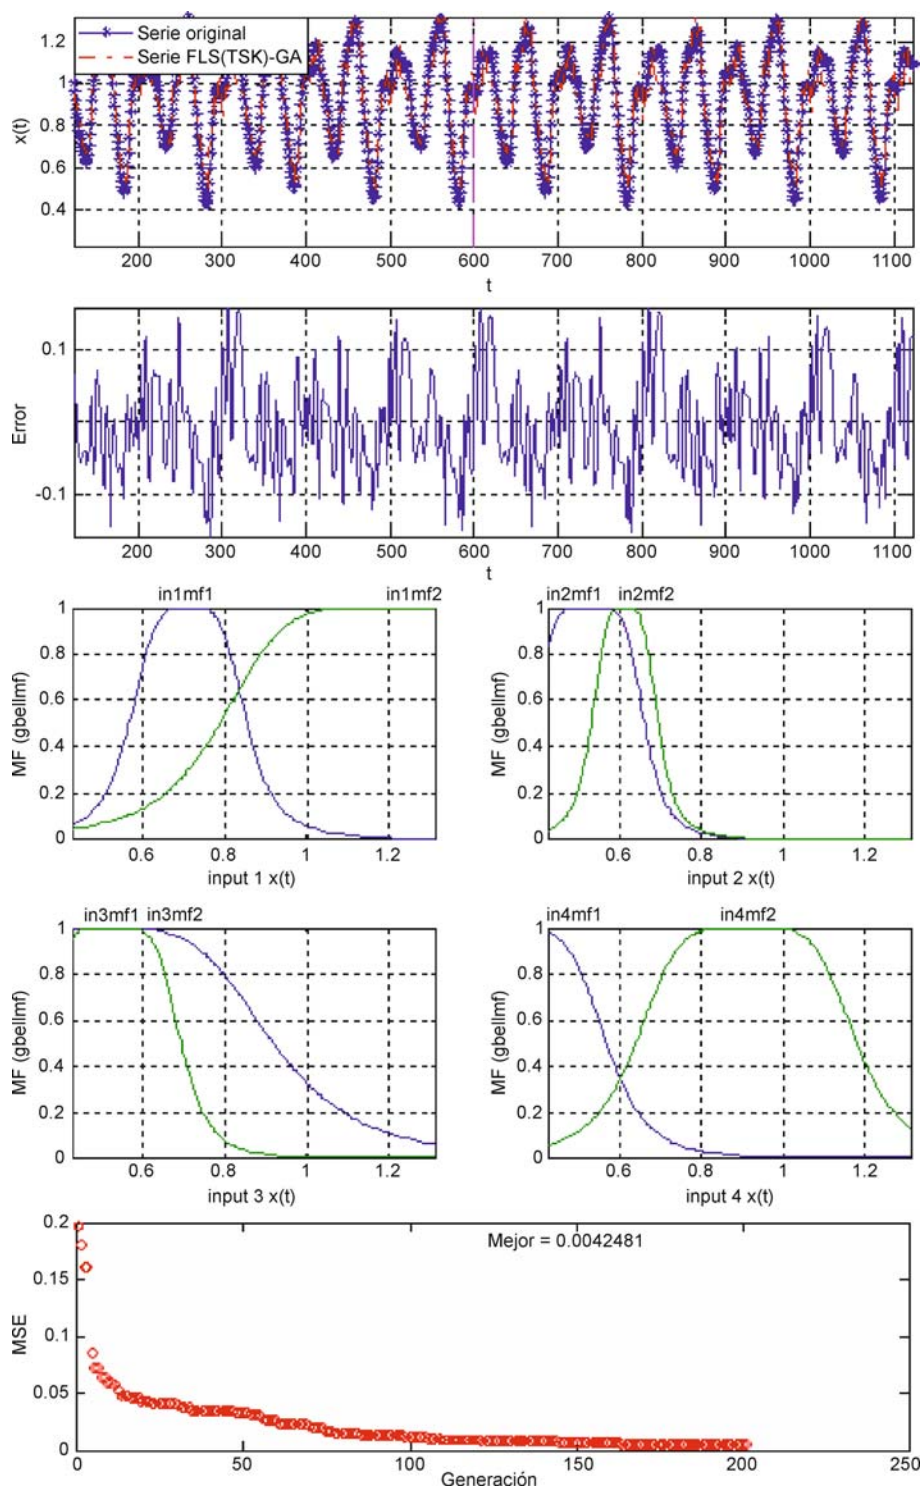 Serie original
Serie FLS(TSK)-GA
1.2
1
0.8
0.6
0.4
x(t)
200 300 400 500 600 700 800 900 1000 1100
t
0.1
-0.1
Error
200 300 400 500 600 700 800 900 1000 1100
t
in1mf1 in1mf2
1
0.8
0.6
0.4
0.2
0
MF (gbellmf)
0.6 0.8 1 1.2
input 1 x(t)
in2mf1 in2mf2
1
0.8
0.6
0.4
0.2
0
MF (gbellmf)
0.6 0.8 1 1.2
input 2 x(t)
in3mf1 in3mf2
1
0.8
0.6
0.4
0.2
0
MF (gbellmf)
0.6 0.8 1 1.2
input 3 x(t)
in4mf1 in4mf2
1
0.8
0.6
0.4
0.2
0
MF (gbellmf)
0.6 0.8 1 1.2
input 4 x(t)
Mejor = 0.0042481
0.2
0.15
0.1
0.05
0
MSE
0 50 100 150 200 250
Generación